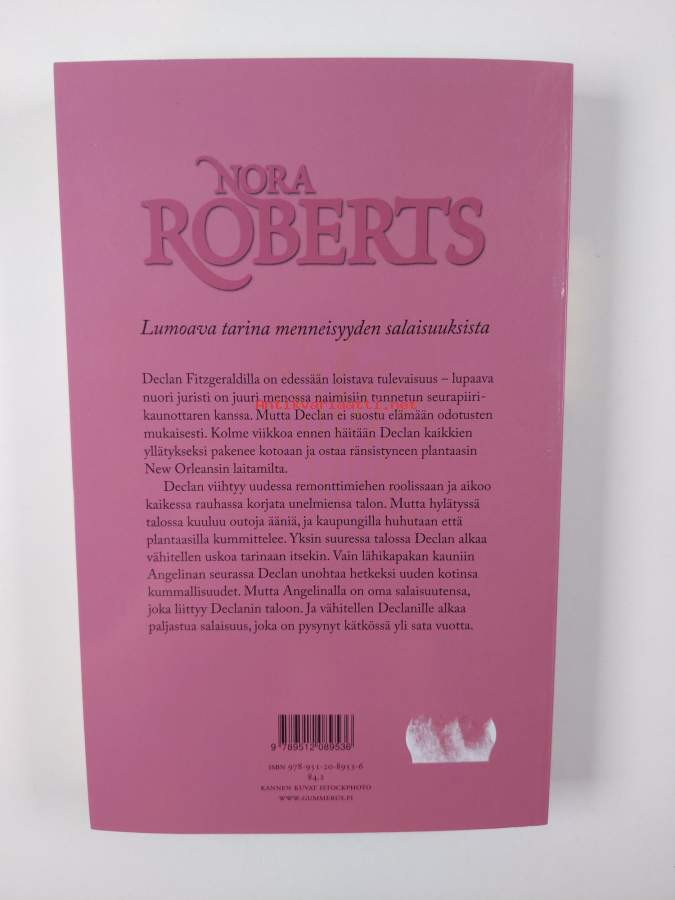 NORA
ROBERTS
Lumoava tarina menneisyyden salaisuuksista
Declan Fitzgeraldilla on edessään loistava tulevaisuus – lupaava
nuori juristi on juuri menossa naimisiin tunnetun seurapiiri-
Antikvariaatti.net
kaunottaren kanssa. Mutta Declan ei suostu elämään odotusten
mukaisesti. Kolme viikkoa ennen häitään Declan kaikkien
yllätykseksi pakenee kotoaan ja ostaa ränsistyneen plantaasin
New Orleansin laitamilta.
Declan viihtyy uudessa remonttimiehen roolissaan ja aikoo
kaikessa rauhassa korjata unelmiensa talon. Mutta hylätyssä
talossa kuuluu outoja ääniä, ja kaupungilla huhutaan että
plantaasilla kummittelee. Yksin suuressa talossa Declan alkaa
vähitellen uskoa tarinaan itsekin. Vain lähikapakan kauniin
Angelinan seurassa Declan unohtaa hetkeksi uuden kotinsa
kummallisuudet. Mutta Angelinalla on oma salaisuutensa,
joka liittyy Declanin taloon. Ja vähitellen Declanille alkaa
paljastua salaisuus, joka on pysynyt kätkössä yli sata vuotta.
9 789512 089536
ISBN 978-951-20-8953-6
84.2
KANNEN KUVAT ISTOCKPHOTO
WWW.GUMMERUS.FI